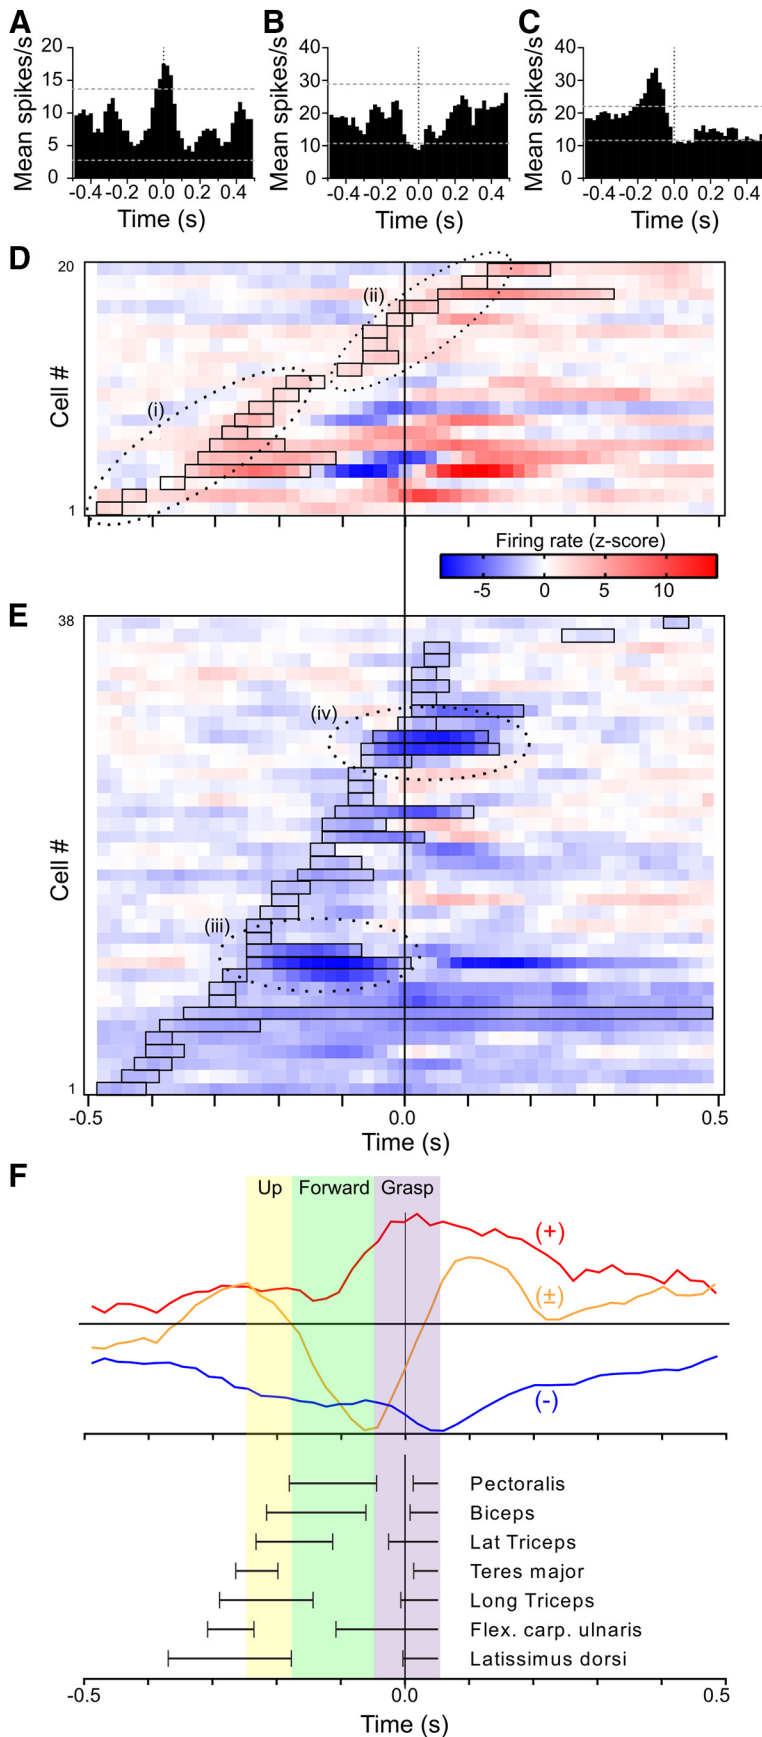 A
B
C
Mean spikes/s
20
15
10
5
0
-0.4 -0.2 0.0 0.2 0.4
Time (s)
Mean spikes/s
40
30
20
10
0
-0.4 -0.2 0.0 0.2 0.4
Time (s)
Mean spikes/s
40
30
20
10
0
-0.4 -0.2 0.0 0.2 0.4
Time (s)
D
20
Cell #
1
(i)
(ii)
Firing rate (z-score)
-5 0 5 10
E
38
Cell #
1
(iv)
(iii)
-0.5 0.0 0.5
Time (s)
F
Up Forward Grasp
(+)
(±)
(-)
Pectoralis
Biceps
Lat Triceps
Teres major
Long Triceps
Flex. carp. ulnaris
Latissimus dorsi
-0.5 0.0 0.5
Time (s)